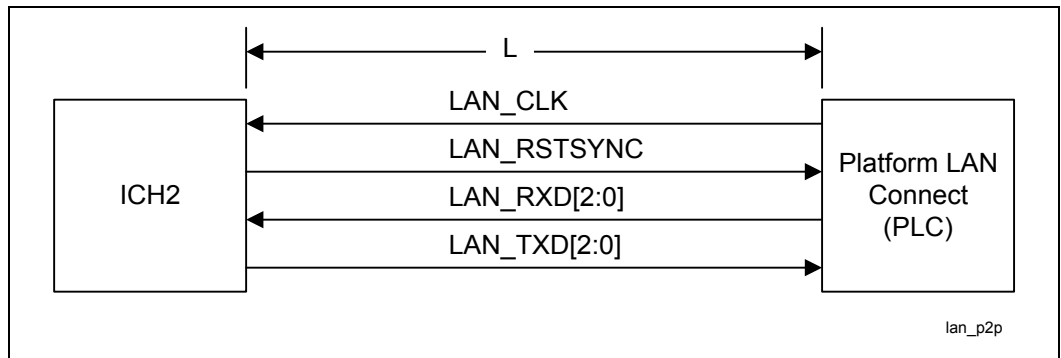 L
LAN_CLK
LAN_RSTSYNC
ICH2
LAN_RXD[2:0]
LAN_TXD[2:0]
Platform LAN
Connect
(PLC)
lan_p2p